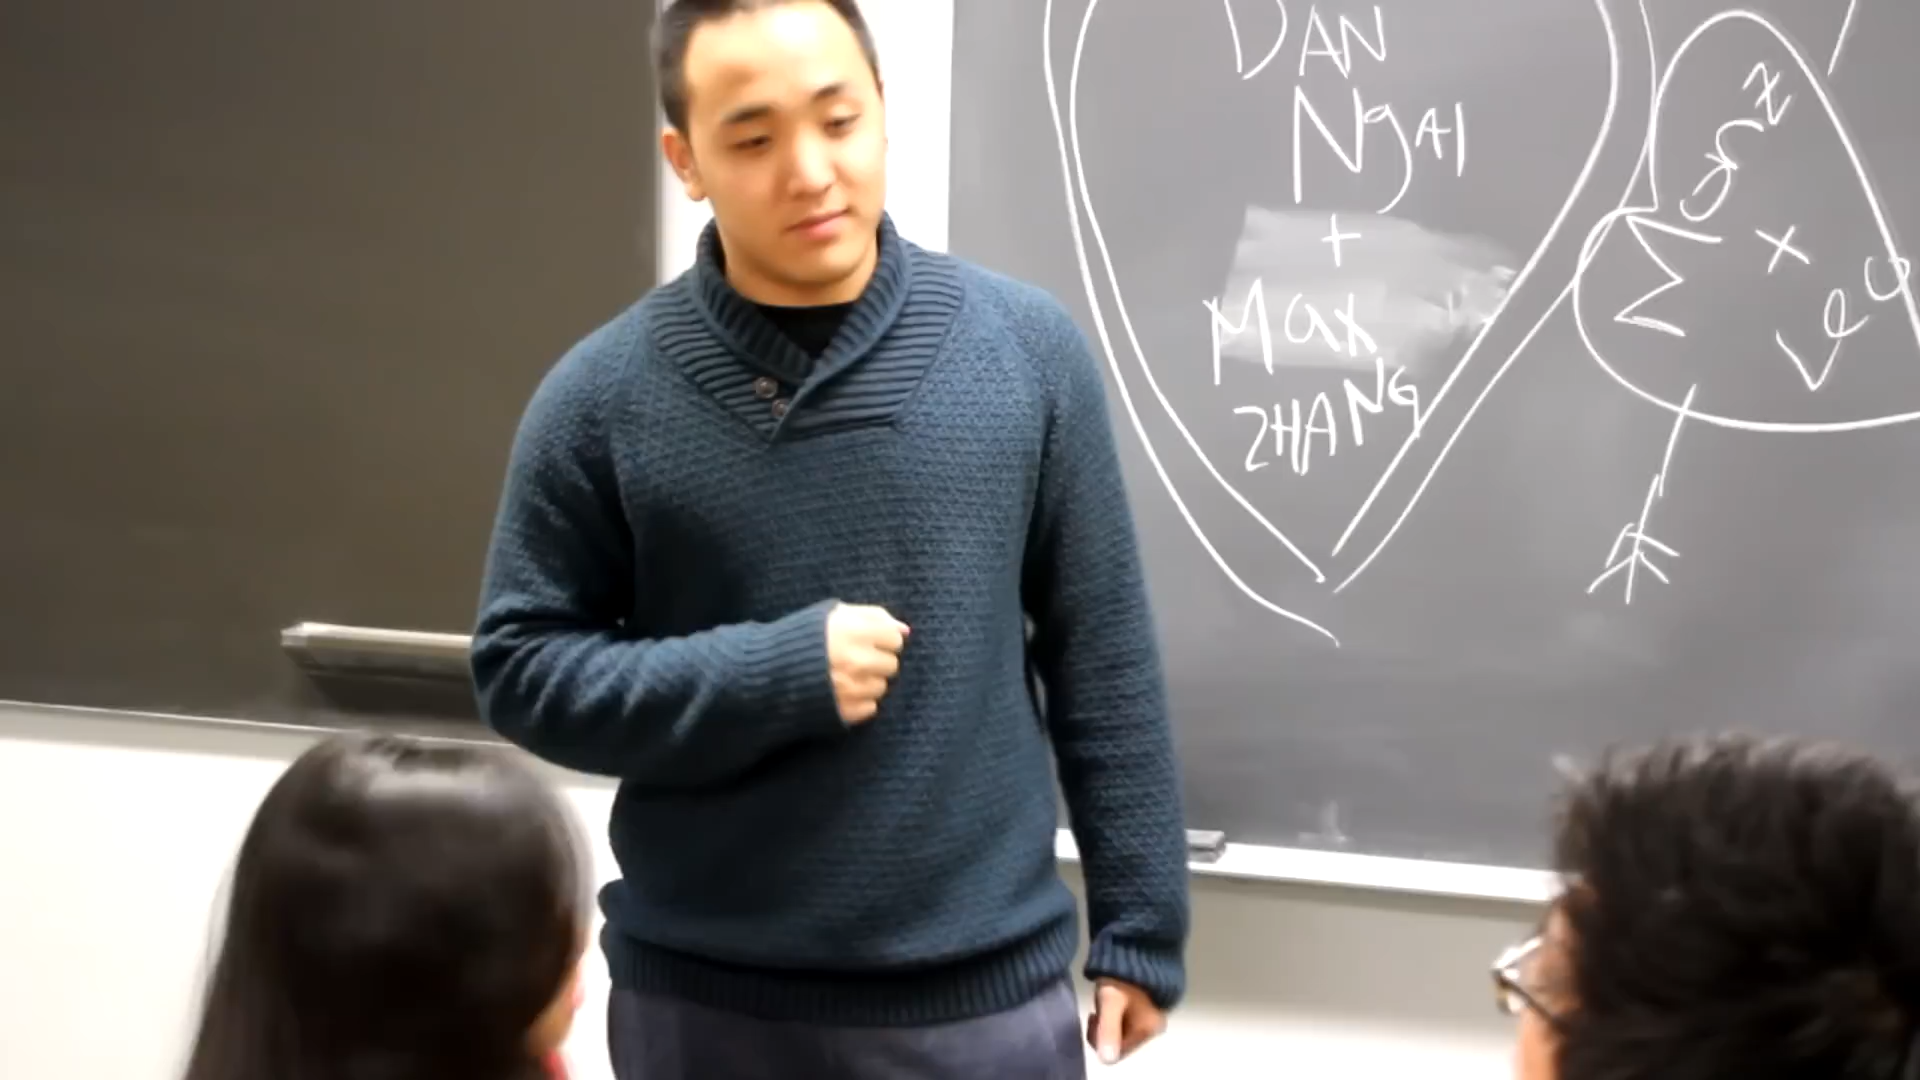 DAN
NgAI
+
Max
ZHANG
Σ x